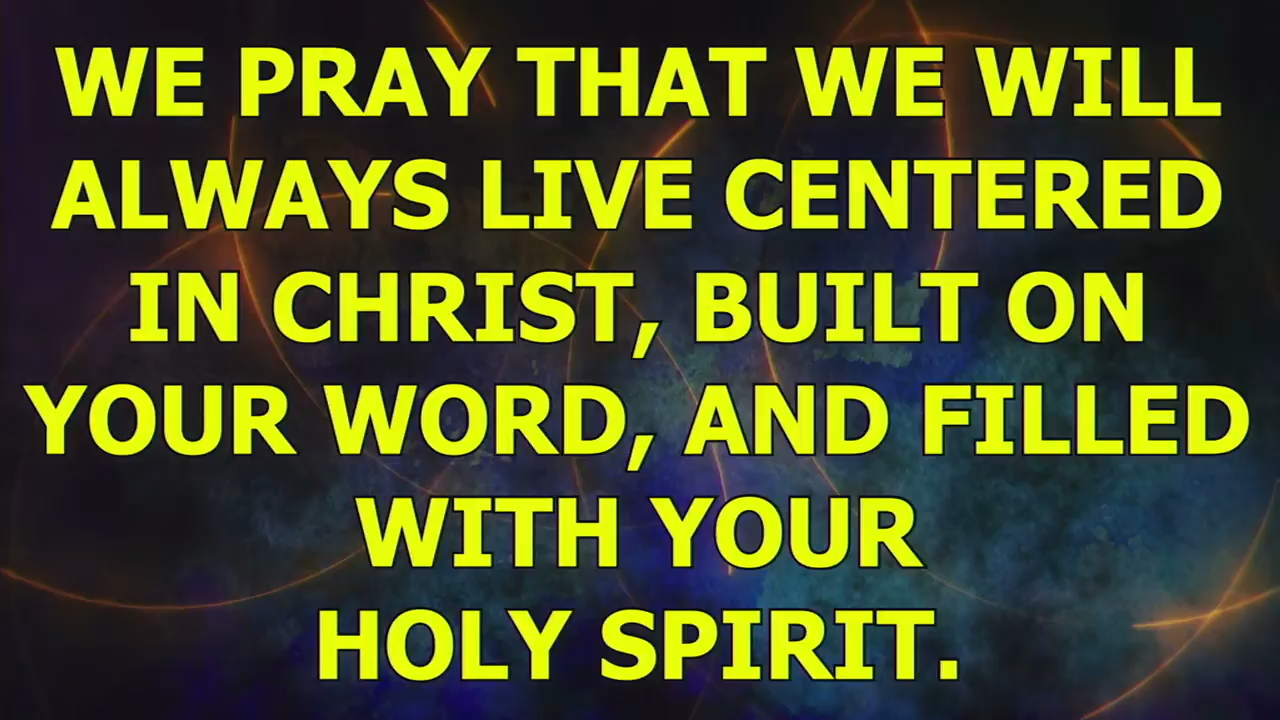 WE PRAY THAT WE WILL
ALWAYS LIVE CENTERED
IN CHRIST, BUILT ON
YOUR WORD, AND FILLED
WITH YOUR
HOLY SPIRIT.